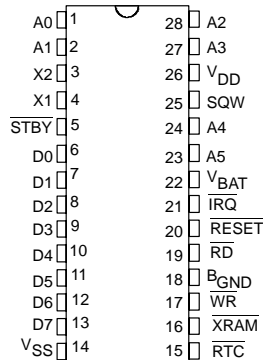 A0 1 28 A2
A1 2 27 A3
X2 3 26 VDD
X1 4 25 SQW
STBY 5 24 A4
D0 6 23 A5
D1 7 22 VBAT
D2 8 21 IRQ
D3 9 20 RESET
D4 10 19 RD
D5 11 18 BGND
D6 12 17 WR
D7 13 16 XRAM
VSS 14 15 RTC